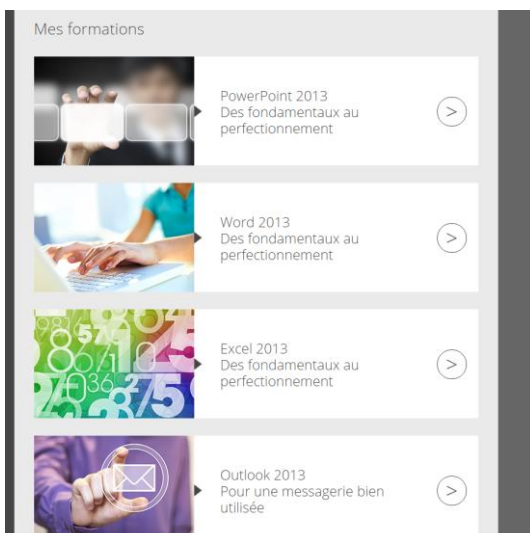 Mes formations
PowerPoint 2013
Des fondamentaux au
perfectionnement
>
Word 2013
Des fondamentaux au
perfectionnement
>
Excel 2013
Des fondamentaux au
perfectionnement
>
Outlook 2013
Pour une messagerie bien
utilisée
>